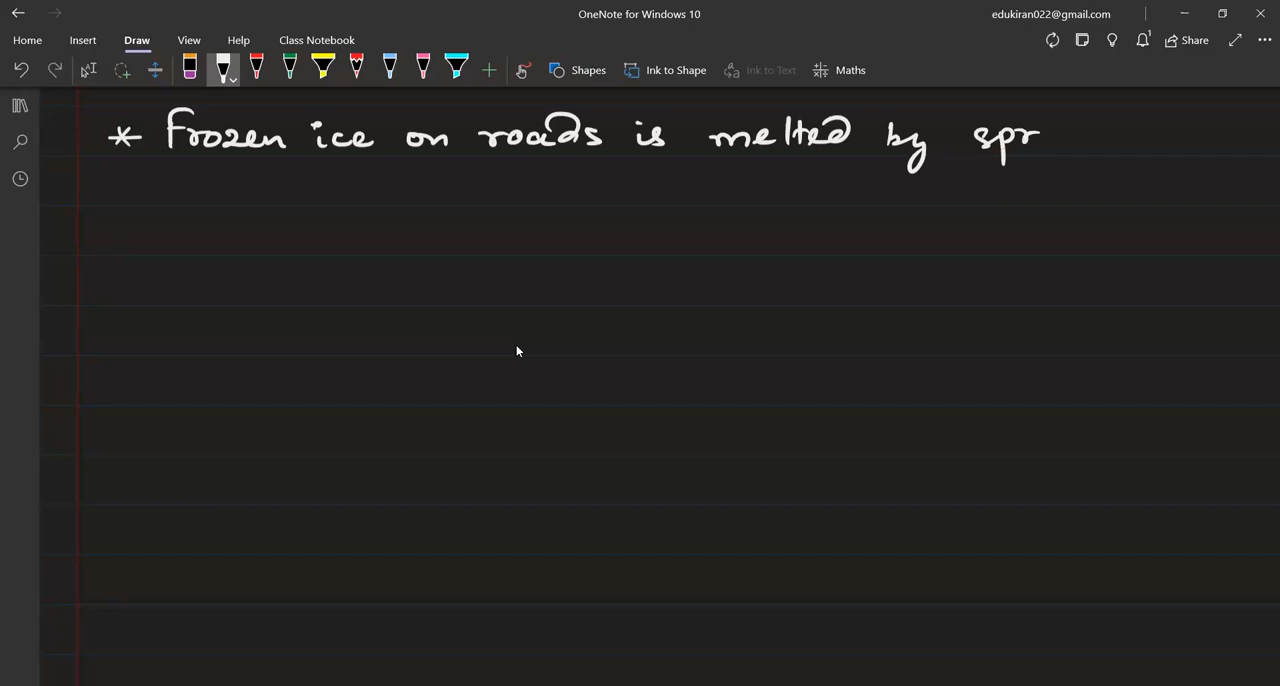 OneNote for Windows 10
edukiran022@gmail.com
Home Insert Draw View Help Class Notebook
1 Share
Shapes Ink to Shape Ink to Text Maths
* Frozen ice on roads is melted by spr